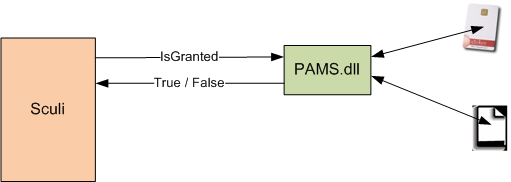 IsGranted
PAMS.dll
True / False
Sculi